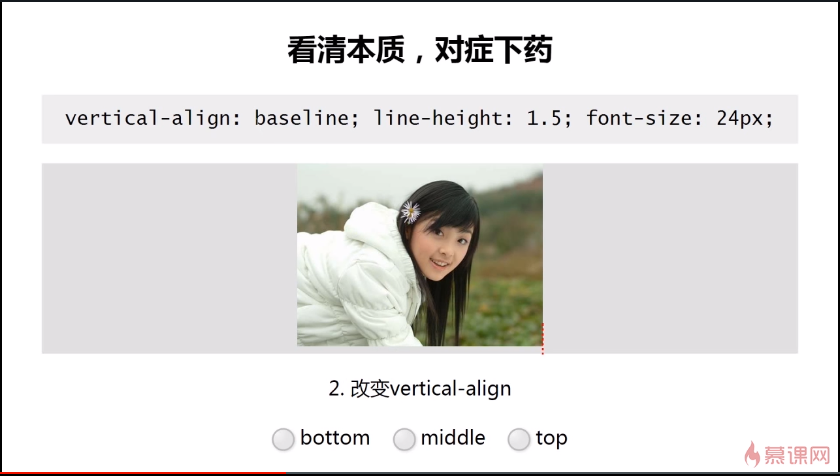 看清本质，对症下药
vertical-align: baseline; line-height: 1.5; font-size: 24px;
2. 改变vertical-align
bottom middle top
慕课网